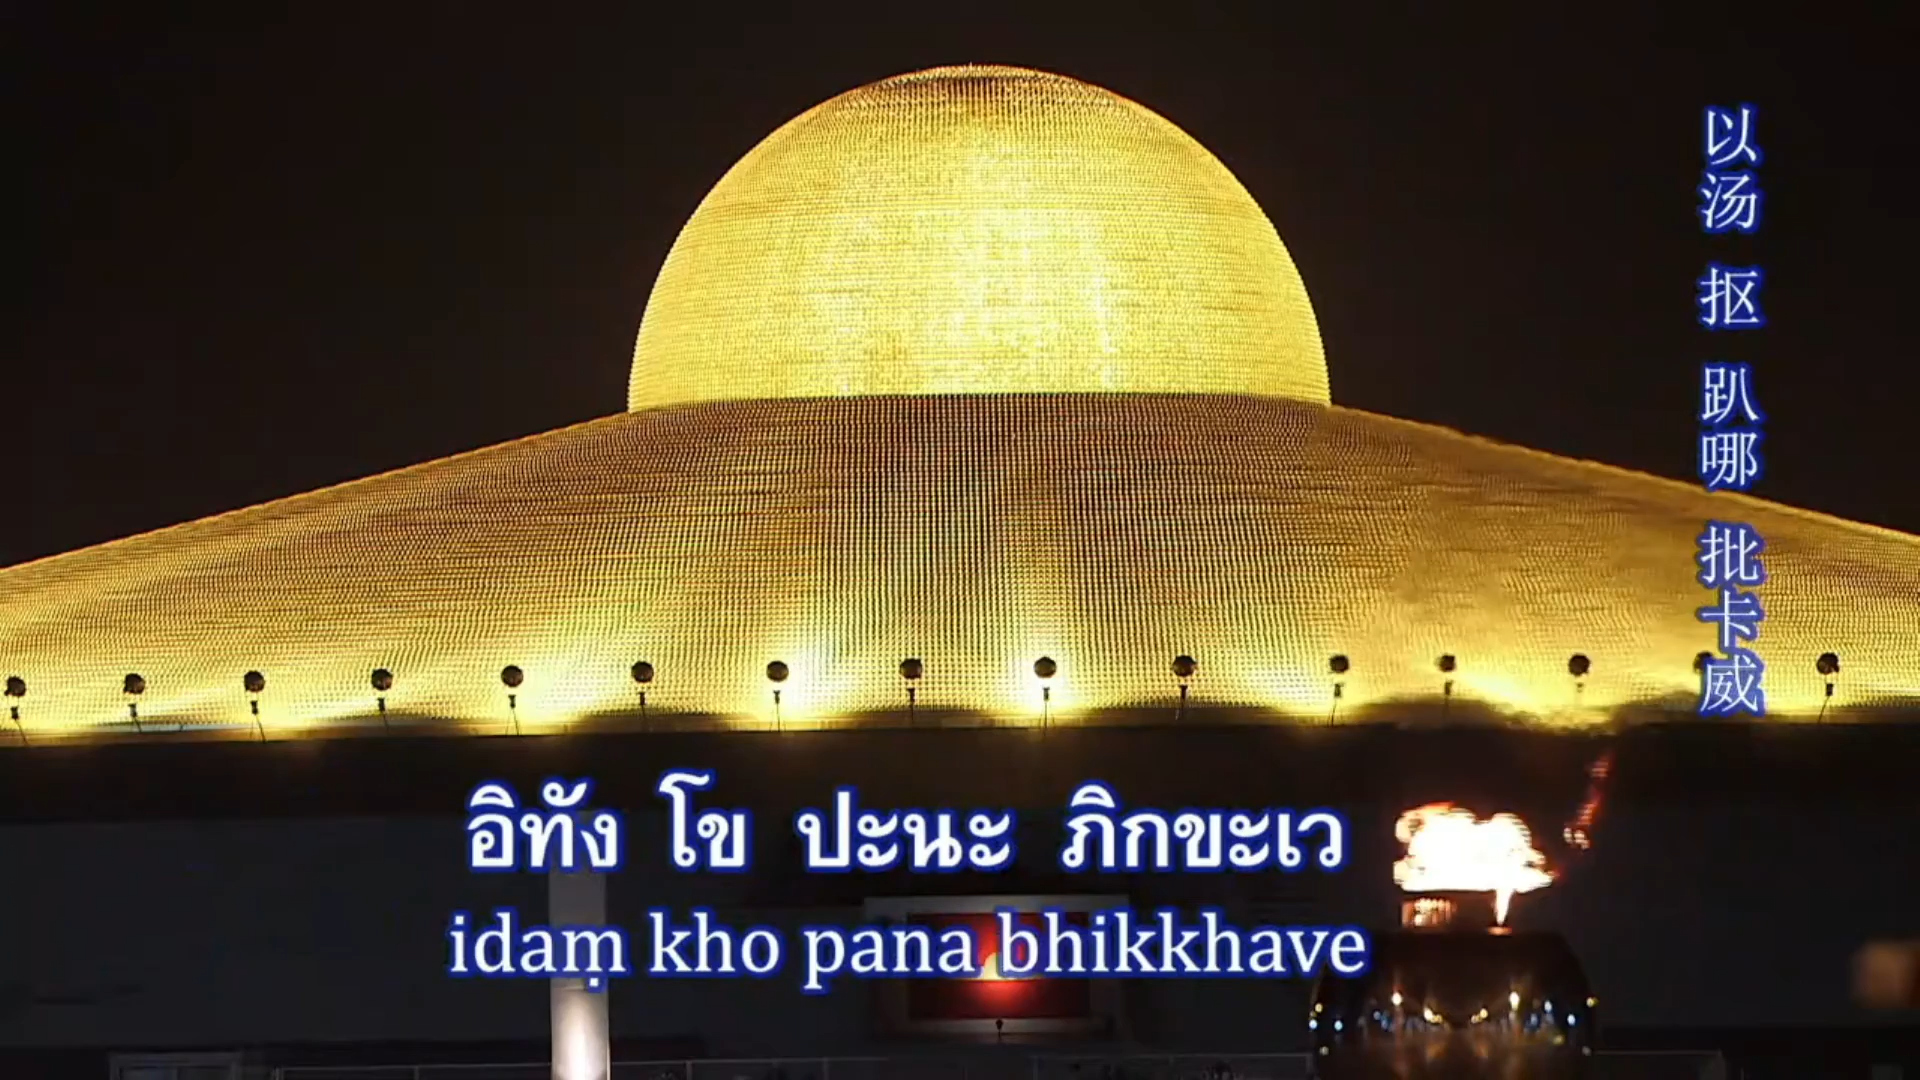 以汤 抠 趴哪 批卡威
อิทัง โข ปะนะ ภิกขะเว
idaṃ kho pana bhikkhave